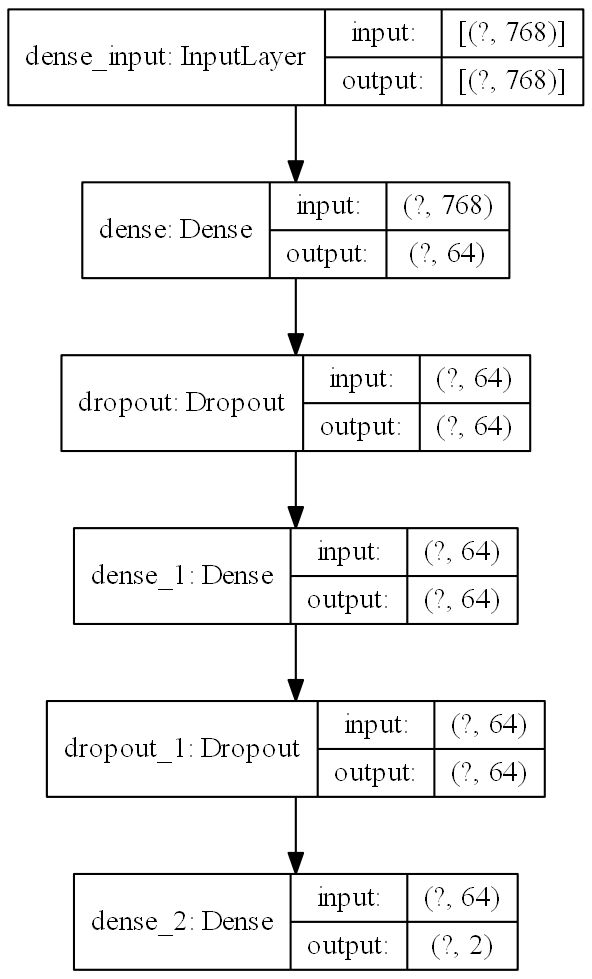 dense_input: InputLayer
input:
[(?, 768)]
output:
[(?, 768)]
dense: Dense
input:
(?, 768)
output:
(?, 64)
dropout: Dropout
input:
(?, 64)
output:
(?, 64)
dense_1: Dense
input:
(?, 64)
output:
(?, 64)
dropout_1: Dropout
input:
(?, 64)
output:
(?, 64)
dense_2: Dense
input:
(?, 64)
output:
(?, 2)